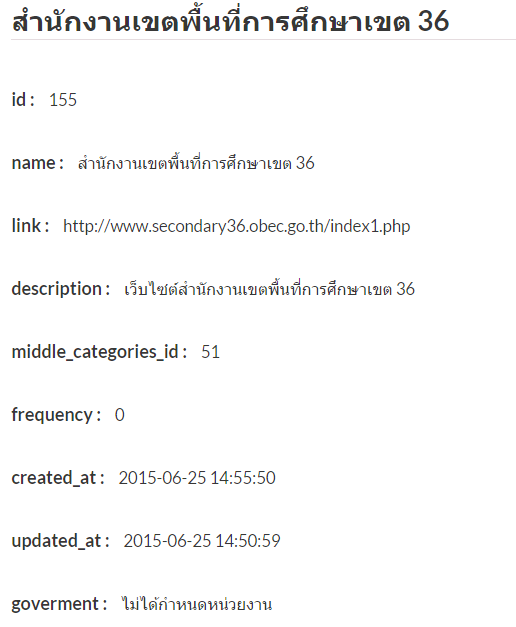 สำนักงานเขตพื้นที่การศึกษาเขต 36
id : 155
name : สำนักงานเขตพื้นที่การศึกษาเขต 36
link : http://www.secondary36.obec.go.th/index1.php
description : เว็บไซต์สำนักงานเขตพื้นที่การศึกษาเขต 36
middle_categories_id : 51
frequency : 0
created_at : 2015-06-25 14:55:50
updated_at : 2015-06-25 14:50:59
goverment : ไม่ได้กำหนดหน่วยงาน